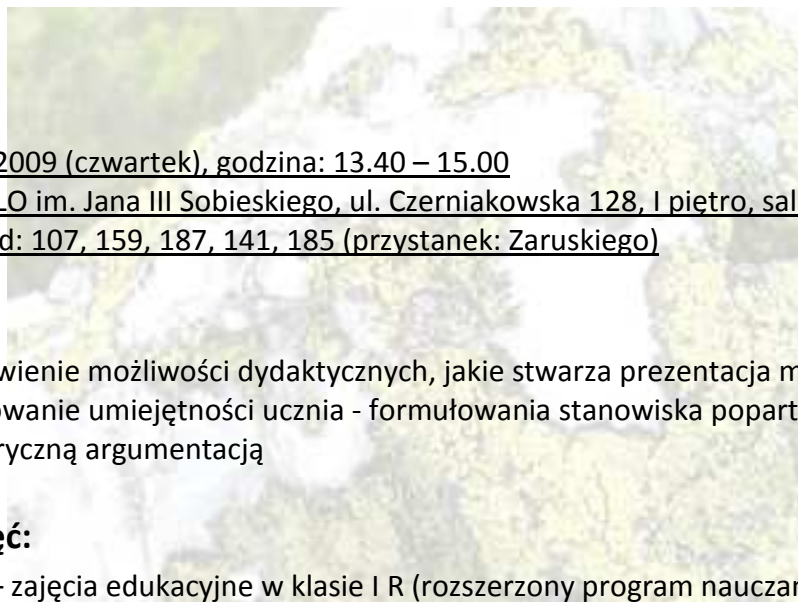 2009 (czwartek), godzina: 13.40 – 15.00
LO im. Jana III Sobieskiego, ul. Czerniakowska 128, I piętro, sal
d: 107, 159, 187, 141, 185 (przystanek: Zaruskiego)
wienie możliwości dydaktycznych, jakie stwarza prezentacja m
owanie umiejętności ucznia - formułowania stanowiska popart
ryczną argumentacją
ęć:
- zajęcia edukacyjne w klasie I R (rozszerzony program nauczan